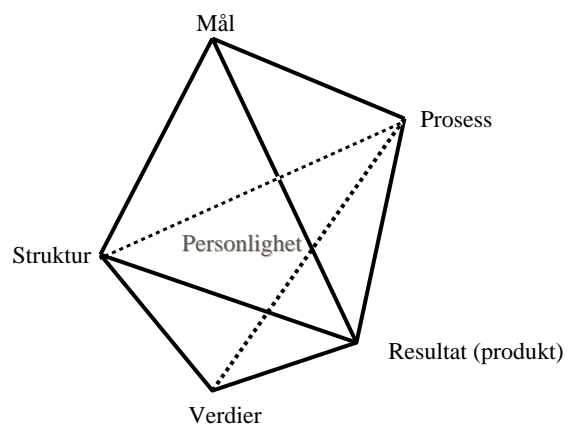 Mål
Prosess
Personlighet
Struktur
Resultat (produkt)
Verdier